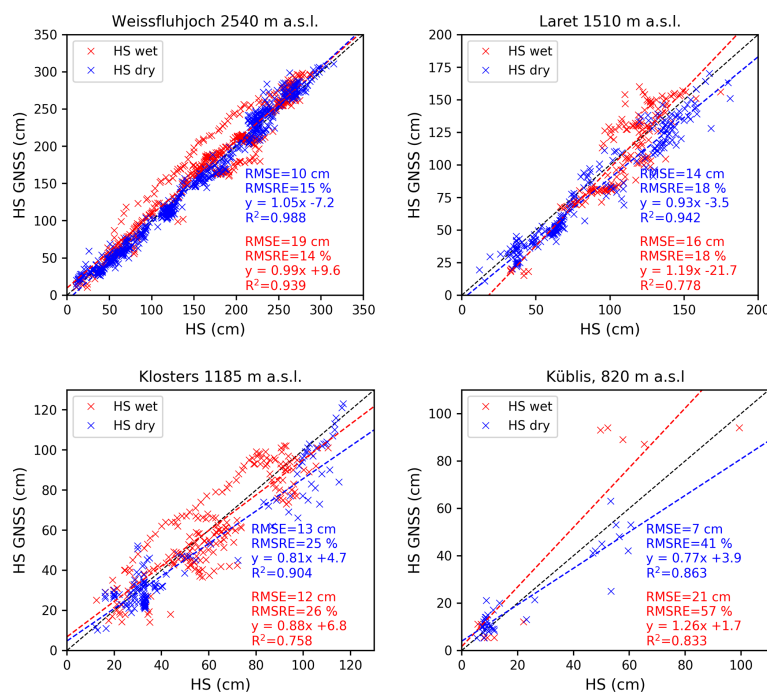 Weissfluhjoch 2540 m a.s.l.
HS GNSS (cm)
350
300
250
200
150
100
50
0
HS wet
HS dry
RMSE=10 cm
RMSRE=15 %
y = 1.05x -7.2
R²=0.988
RMSE=19 cm
RMSRE=14 %
y = 0.99x +9.6
R²=0.939
0 50 100 150 200 250 300 350
HS (cm)
Laret 1510 m a.s.l.
HS GNSS (cm)
200
175
150
125
100
75
50
25
0
HS wet
HS dry
RMSE=14 cm
RMSRE=18 %
y = 0.93x -3.5
R²=0.942
RMSE=16 cm
RMSRE=18 %
y = 1.19x -21.7
R²=0.778
0 50 100 150 200
HS (cm)
Klosters 1185 m a.s.l.
HS GNSS (cm)
120
100
80
60
40
20
0
HS wet
HS dry
RMSE=13 cm
RMSRE=25 %
y = 0.81x +4.7
R²=0.904
RMSE=12 cm
RMSRE=26 %
y = 0.88x +6.8
R²=0.758
0 20 40 60 80 100 120
HS (cm)
Küblis, 820 m a.s.l
HS GNSS (cm)
100
80
60
40
20
0
HS wet
HS dry
RMSE=7 cm
RMSRE=41 %
y = 0.77x +3.9
R²=0.863
RMSE=21 cm
RMSRE=57 %
y = 1.26x +1.7
R²=0.833
0 20 40 60 80 100
HS (cm)